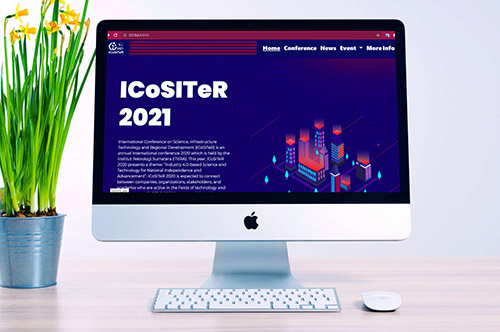 ICoSITeR
Home Conference News Event More Info
ICoSITeR
2021
International Conference on Science, Infrastructure
Technology and Regional Development (ICoSITeR) is an
annual international conference 2020 which is held by the
Institut Teknologi Sumatera (ITERA). This year, ICoSITeR
2020 presents a theme: "Industry 4.0-based Science and
Technology for National Independence and
Advancement". ICoSITeR 2020 is expected to connect
between companies, organizations, stakeholders, and
who are active in the fields of technology and